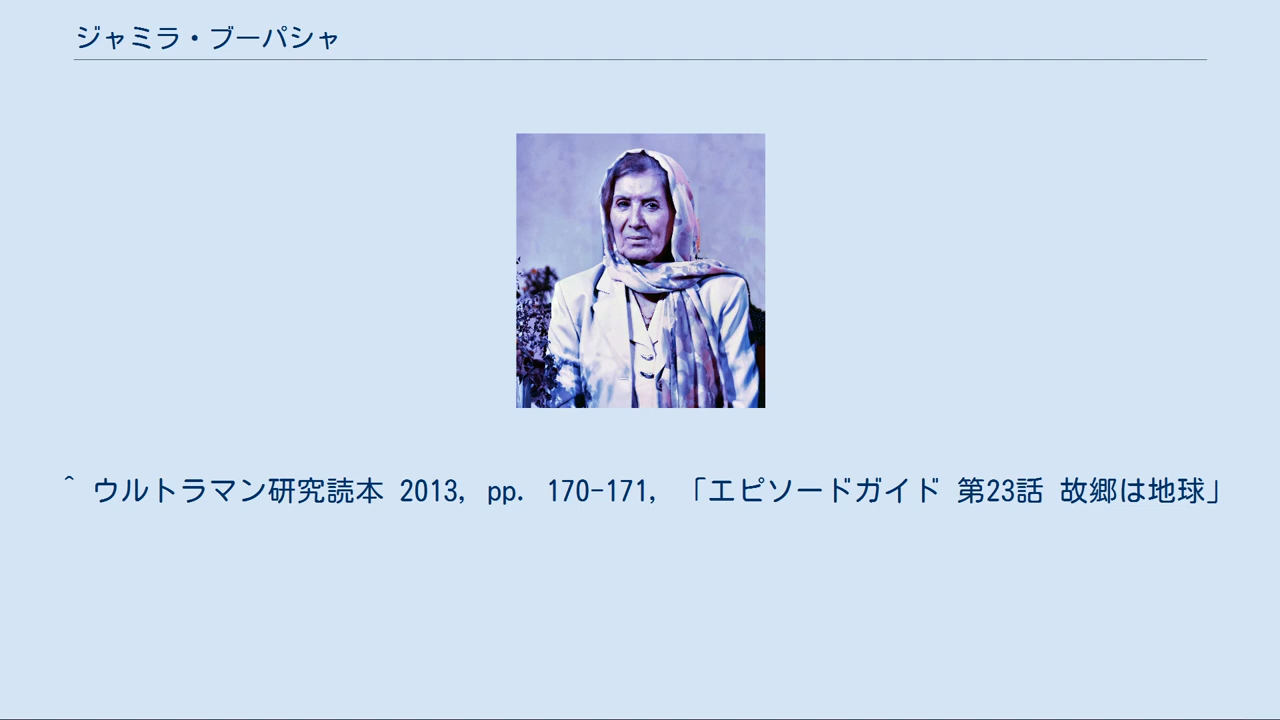 ジャミラ・ブーパシャ
^ ウルトラマン研究読本 2013, pp. 170-171, 「エピソードガイド 第23話 故郷は地球」